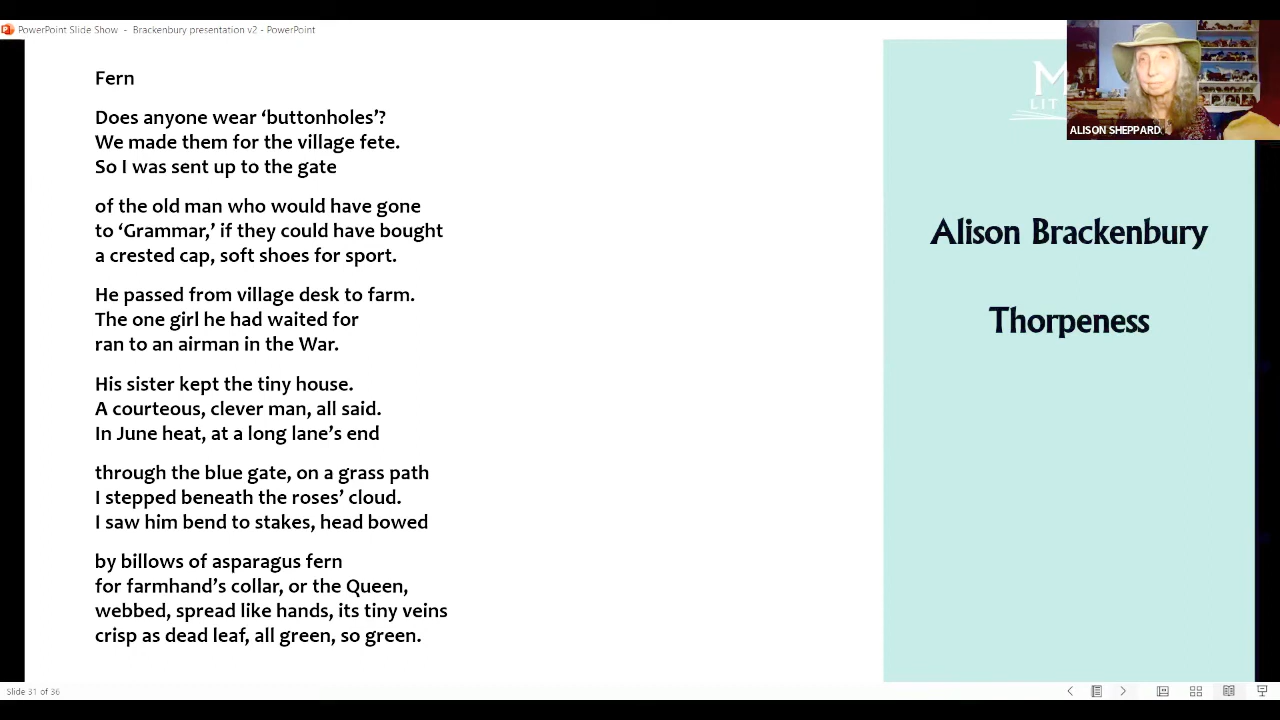 PowerPoint Slide Show - Brackenbury presentation v2 - PowerPoint
Fern
Does anyone wear ‘buttonholes’?
We made them for the village fete.
So I was sent up to the gate
of the old man who would have gone
to ‘Grammar,’ if they could have bought
a crested cap, soft shoes for sport.
He passed from village desk to farm.
The one girl he had waited for
ran to an airman in the War.
His sister kept the tiny house.
A courteous, clever man, all said.
In June heat, at a long lane’s end
through the blue gate, on a grass path
I stepped beneath the roses’ cloud.
I saw him bend to stakes, head bowed
by billows of asparagus fern
for farmhand’s collar, or the Queen,
webbed, spread like hands, its tiny veins
crisp as dead leaf, all green, so green.
M
LIT
ALISON SHEPPARD
Alison Brackenbury
Thorpeness
Slide 31 of 36